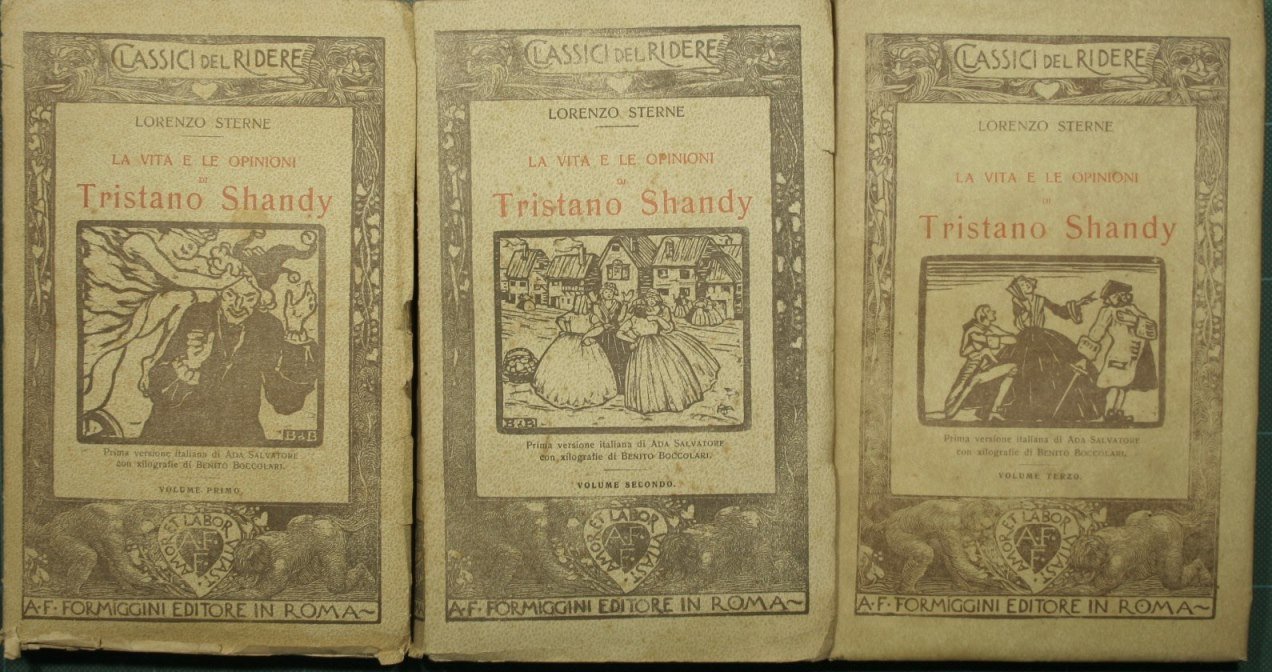 CLASSICI DEL RIDERE
LORENZO STERNE
LA VITA E LE OPINIONI
DI
Tristano Shandy
B2B
Prima versione italiana di ADA SALVATORE
con xilografie di BENITO BOCCOLARI.
VOLUME PRIMO.
AMOR ET LABOR VITAST
A.F.
F
A·F· FORMIGGINI EDITORE IN ROMA~
CLASSICI DEL RIDERE
LORENZO STERNE
LA VITA E LE OPINIONI
DI
Tristano Shandy
Prima versione italiana di ADA SALVATORE
con xilografie di BENITO BOCCOLARI.
VOLUME SECONDO.
AMOR ET LABOR VITAST
A.F.
F
A·F· FORMIGGINI EDITORE IN ROMA~
CLASSICI DEL RIDERE
LORENZO STERNE
LA VITA E LE OPINIONI
DI
Tristano Shandy
Prima versione italiana di ADA SALVATORE
con xilografie di BENITO BOCCOLARI.
VOLUME TERZO.
AMOR ET LABOR VITAST
A.F.
F
A·F· FORMIGGINI EDITORE IN ROMA~